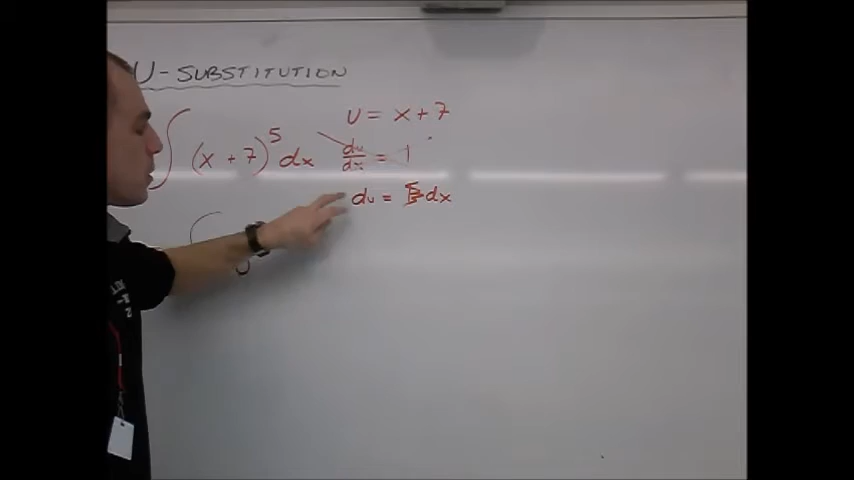 U-SUBSTITUTION
u = x + 7
∫ (x + 7)^5 dx
du/dx = 1
du = dx
∫ u